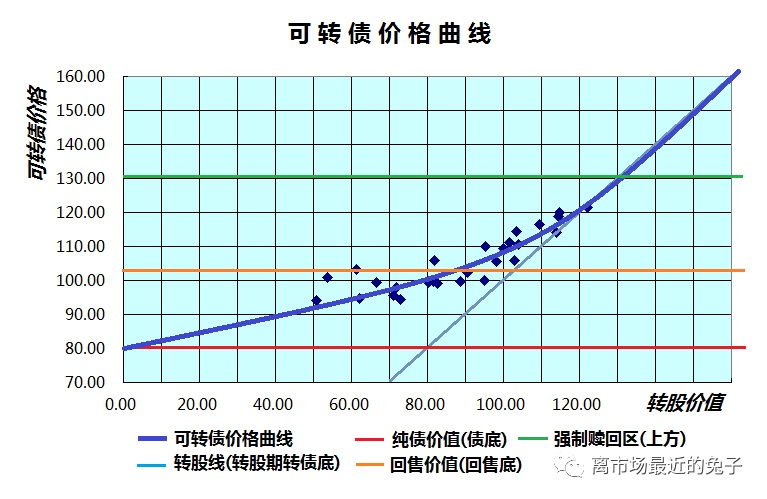 可转债价格曲线
可转债价格
160.00
150.00
140.00
130.00
120.00
110.00
100.00
90.00
80.00
70.00
0.00 20.00 40.00 60.00 80.00 100.00 120.00 140.00
转股价值
可转债价格曲线 纯债价值(债底) 强制赎回区(上方)
转股线(转股期转债底) 回售价值(回售底)
离市场最近的兔子